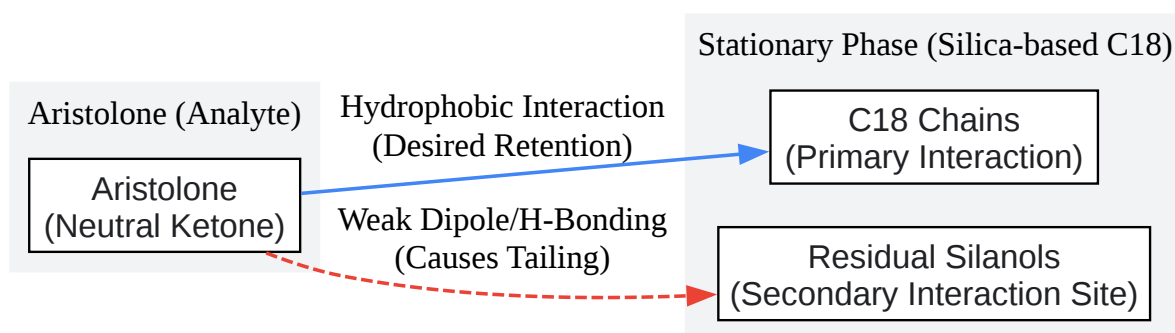 Stationary Phase (Silica-based C18)
Aristolone (Analyte)
Hydrophobic Interaction
(Desired Retention)
C18 Chains
(Primary Interaction)
Aristolone
(Neutral Ketone)
Weak Dipole/H-Bonding
(Causes Tailing)
Residual Silanols
(Secondary Interaction Site)